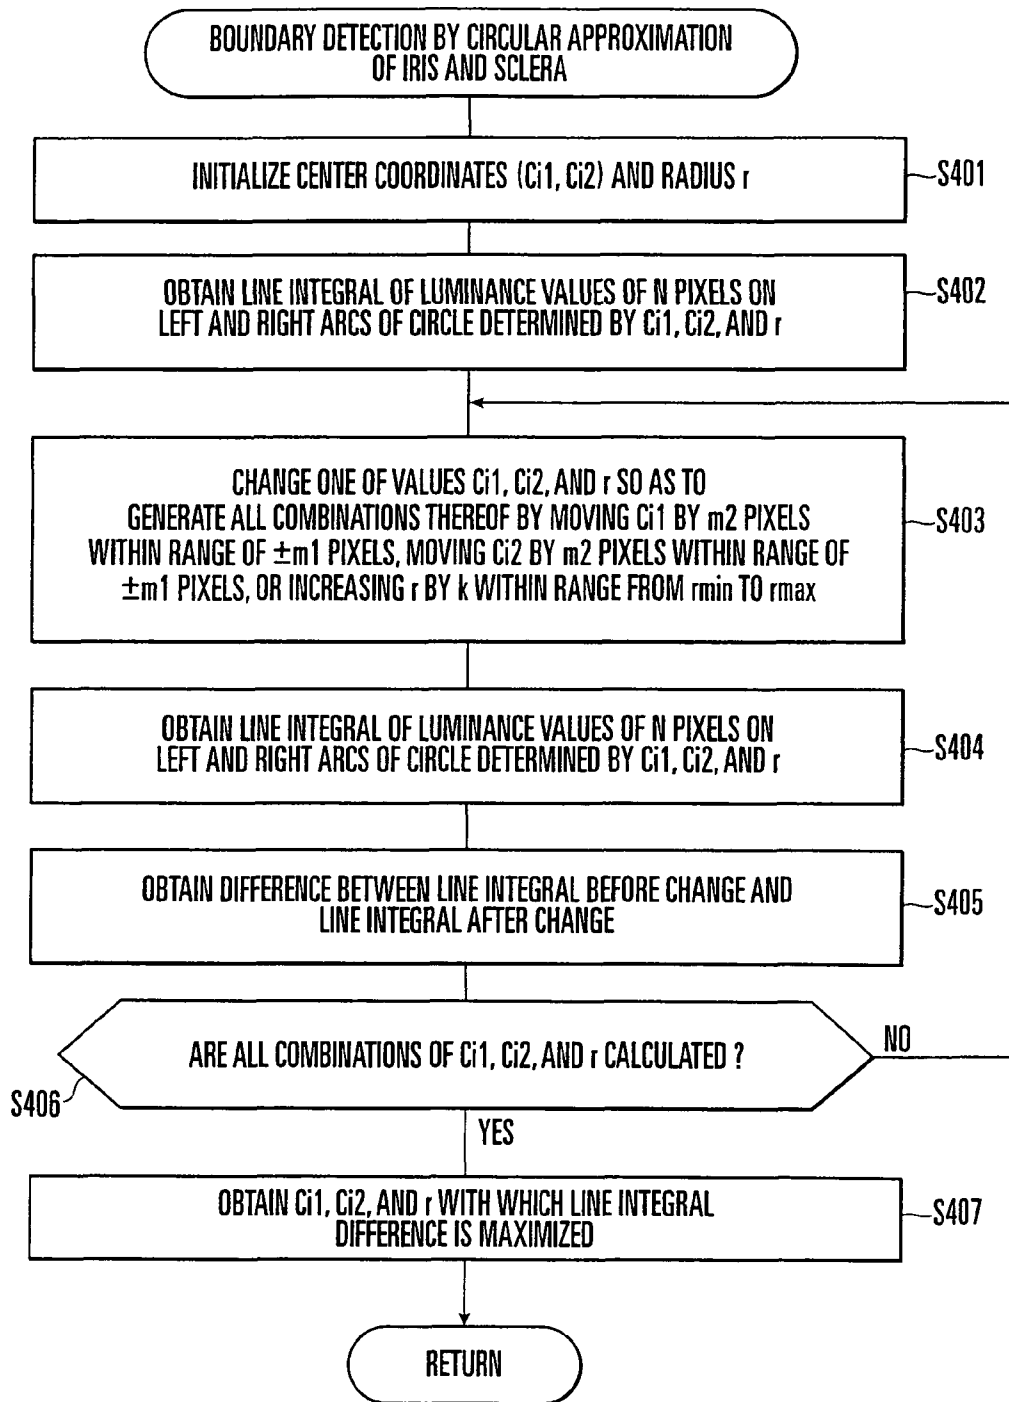 BOUNDARY DETECTION BY CIRCULAR APPROXIMATION
OF IRIS AND SCLERA
INITIALIZE CENTER COORDINATES (Ci1, Ci2) AND RADIUS r
S401
OBTAIN LINE INTEGRAL OF LUMINANCE VALUES OF N PIXELS ON
LEFT AND RIGHT ARCS OF CIRCLE DETERMINED BY Ci1, Ci2, AND r
S402
CHANGE ONE OF VALUES Ci1, Ci2, AND r SO AS TO
GENERATE ALL COMBINATIONS THEREOF BY MOVING Ci1 BY m2 PIXELS
WITHIN RANGE OF ±m1 PIXELS, MOVING Ci2 BY m2 PIXELS WITHIN RANGE OF
±m1 PIXELS, OR INCREASING r BY k WITHIN RANGE FROM rmin TO rmax
S403
OBTAIN LINE INTEGRAL OF LUMINANCE VALUES OF N PIXELS ON
LEFT AND RIGHT ARCS OF CIRCLE DETERMINED BY Ci1, Ci2, AND r
S404
OBTAIN DIFFERENCE BETWEEN LINE INTEGRAL BEFORE CHANGE AND
LINE INTEGRAL AFTER CHANGE
S405
ARE ALL COMBINATIONS OF Ci1, Ci2, AND r CALCULATED ?
NO
S406
YES
OBTAIN Ci1, Ci2, AND r WITH WHICH LINE INTEGRAL
DIFFERENCE IS MAXIMIZED
S407
RETURN